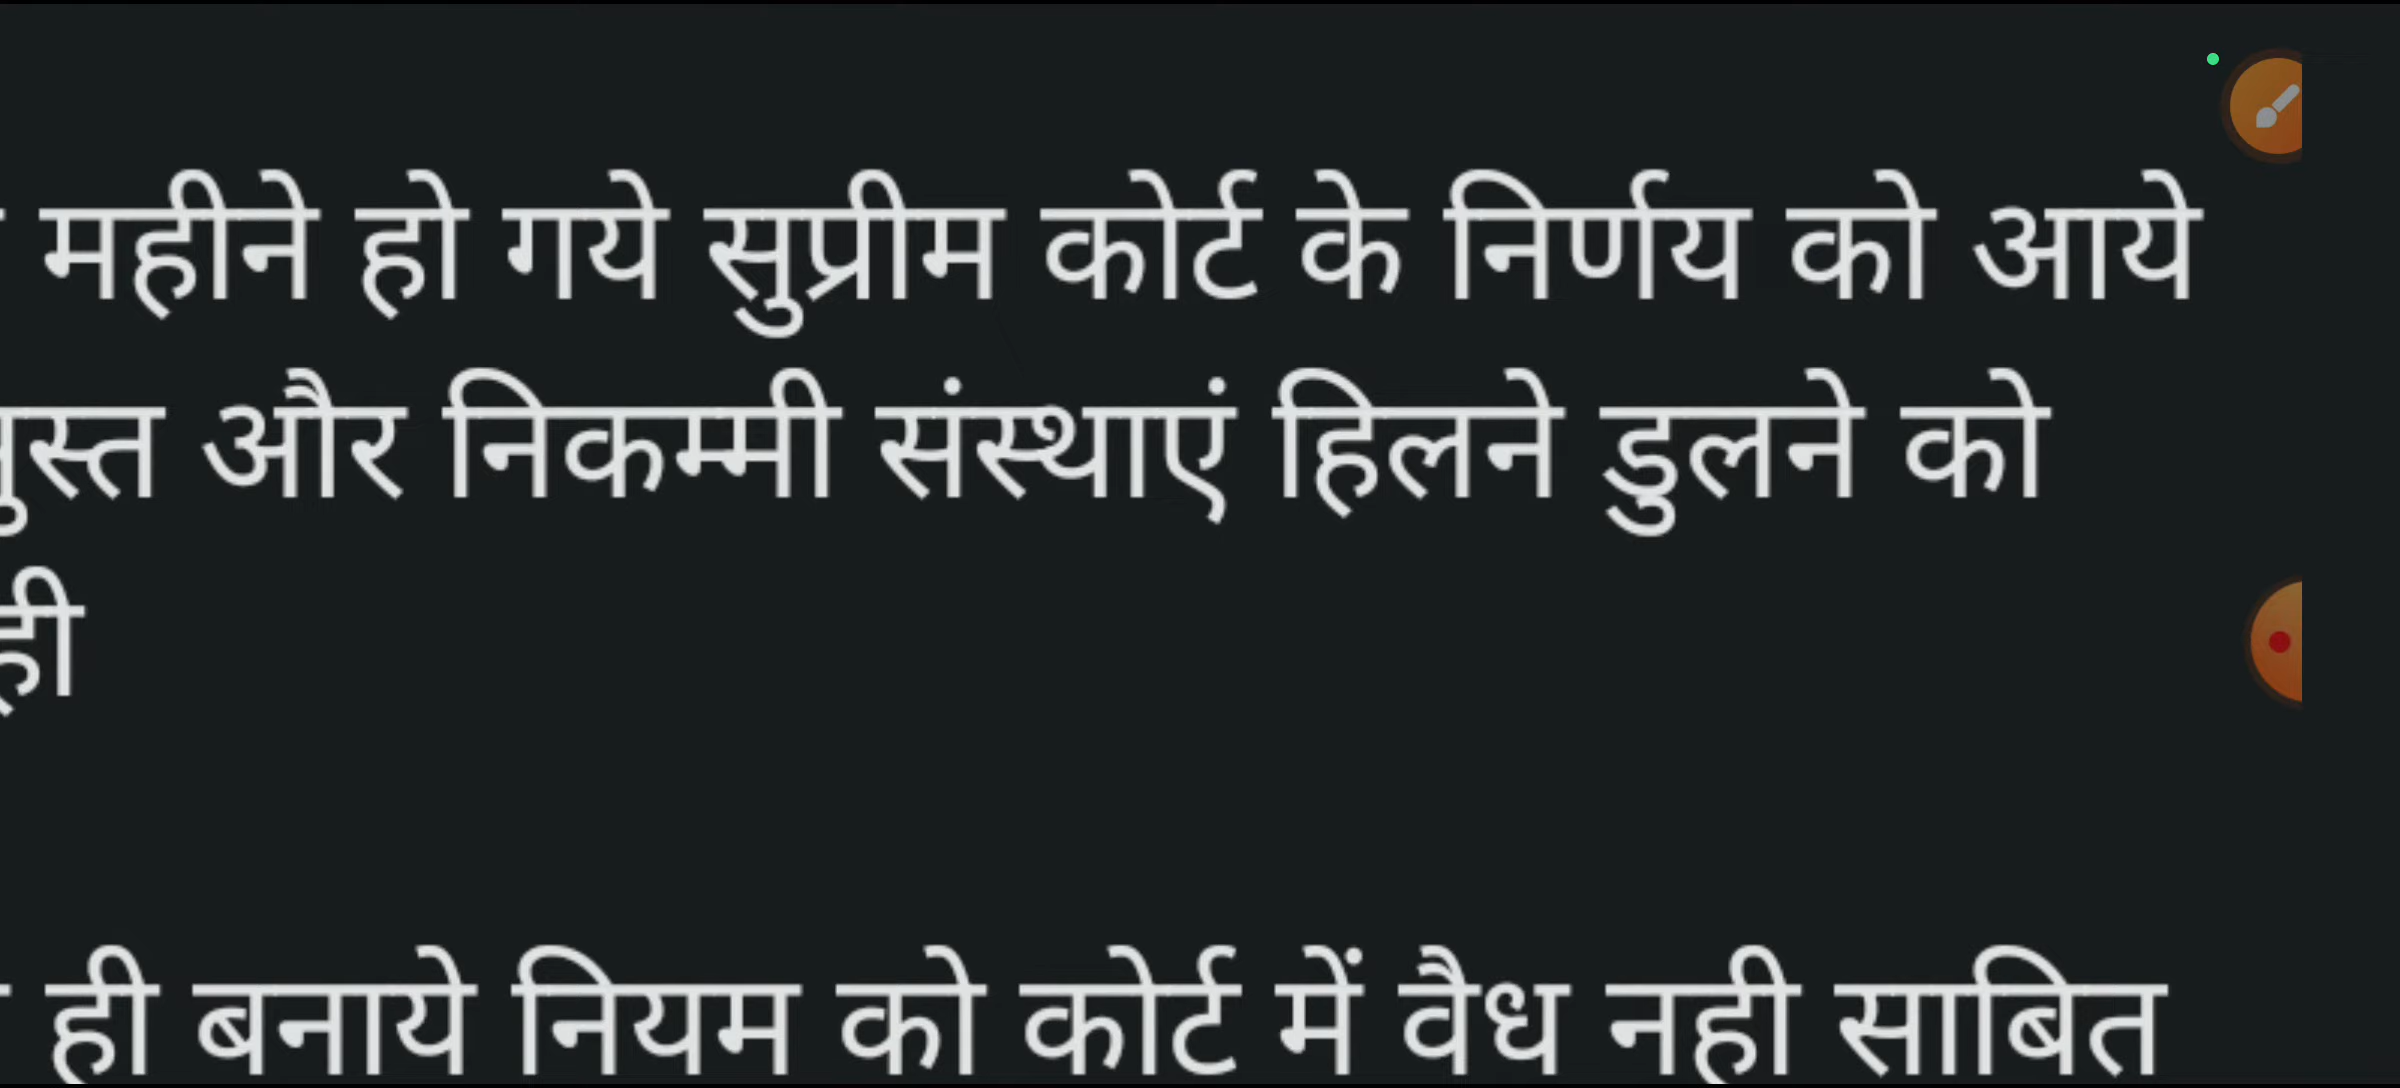 महीने हो गये सुप्रीम कोर्ट के निर्णय को आये
और निकम्मी संस्थाएं हिलने डुलने को
ही बनाये नियम को कोर्ट में वैध नही साबित